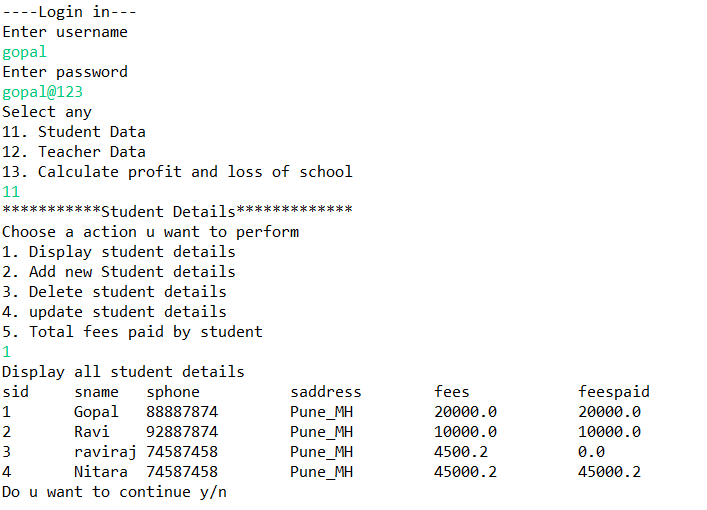 ----Login in---
Enter username
gopal
Enter password
gopal@123
Select any
11. Student Data
12. Teacher Data
13. Calculate profit and loss of school
11
***********Student Details*************
Choose a action u want to perform
1. Display student details
2. Add new Student details
3. Delete student details
4. update student details
5. Total fees paid by student
1
Display all student details
sid sname sphone saddress fees feespaid
1 Gopal 88887874 Pune_MH 20000.0 20000.0
2 Ravi 92887874 Pune_MH 10000.0 10000.0
3 raviraj 74587458 Pune_MH 4500.2 0.0
4 Nitara 74587458 Pune_MH 45000.2 45000.2
Do u want to continue y/n